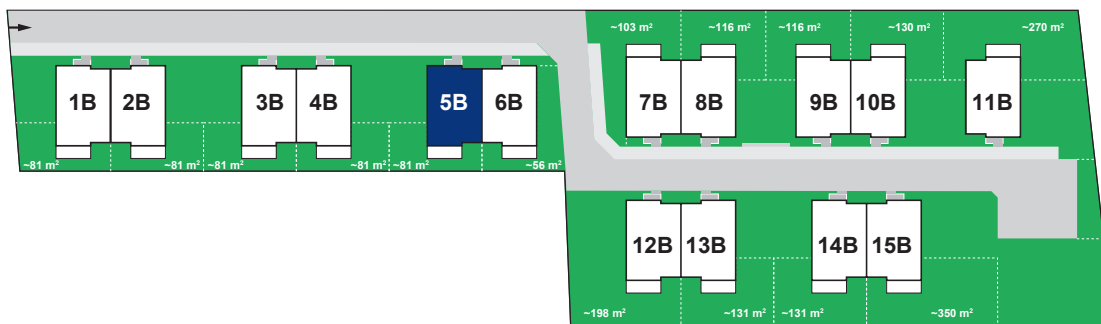 ~103 m²
~116 m²
~116 m²
~130 m²
~270 m²
1B
2B
3B
4B
5B
6B
7B
8B
9B
10B
11B
~81 m²
~81 m²
~81 m²
~81 m²
~81 m²
~56 m²
12B
13B
14B
15B
~198 m²
~131 m²
~131 m²
~350 m²